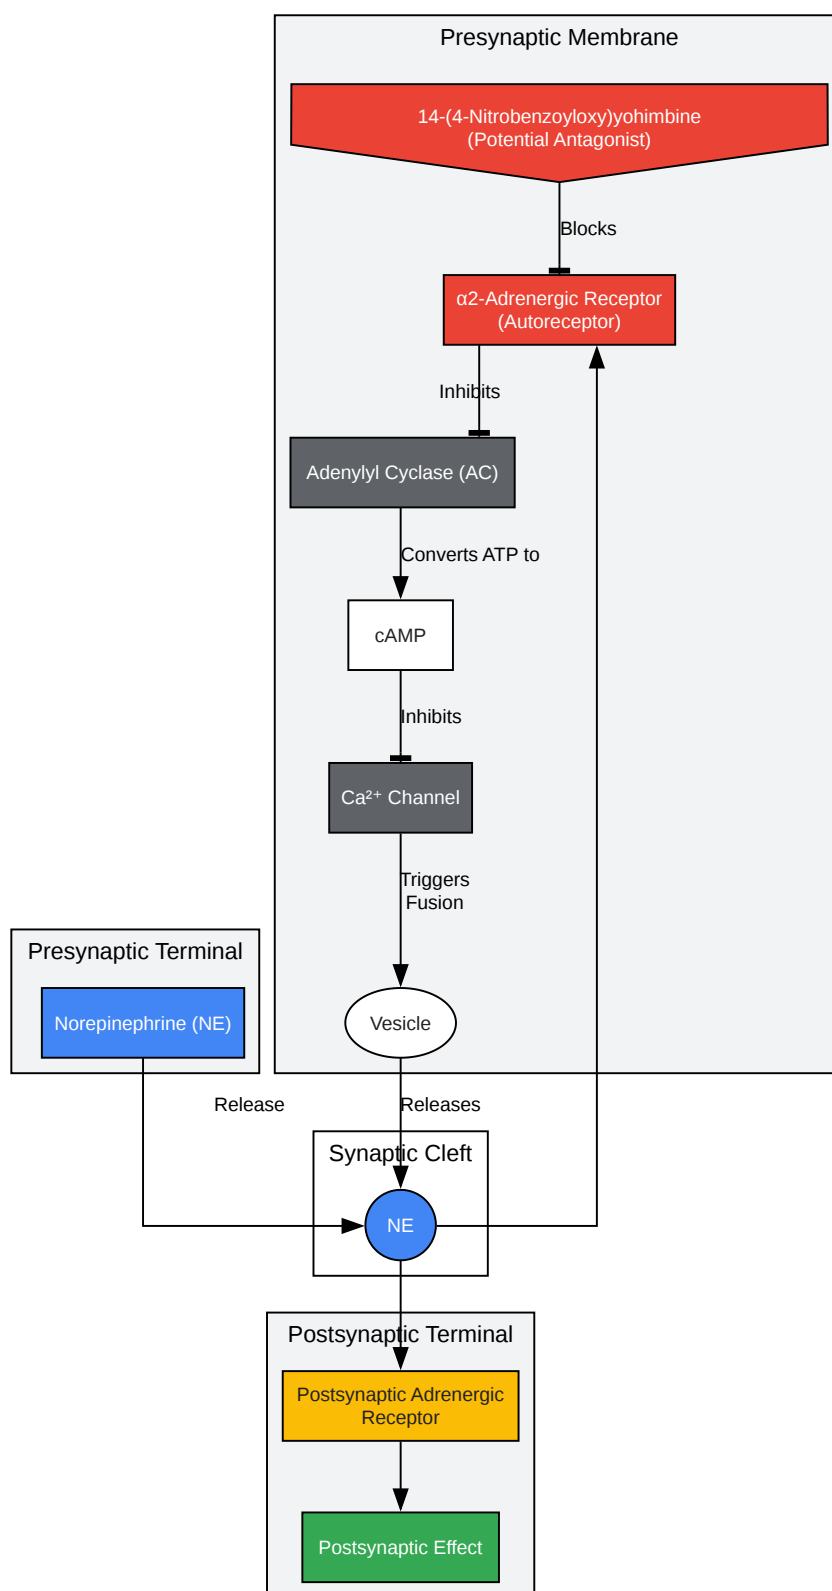 Presynaptic Membrane
14-(4-Nitrobenzoyloxy)yohimbine
(Potential Antagonist)
Blocks
α2-Adrenergic Receptor
(Autoreceptor)
Inhibits
Adenylyl Cyclase (AC)
Converts ATP to
cAMP
Inhibits
Ca²⁺ Channel
Triggers
Fusion
Presynaptic Terminal
Norepinephrine (NE)
Vesicle
Release
Releases
Synaptic Cleft
NE
Postsynaptic Terminal
Postsynaptic Adrenergic
Receptor
Postsynaptic Effect